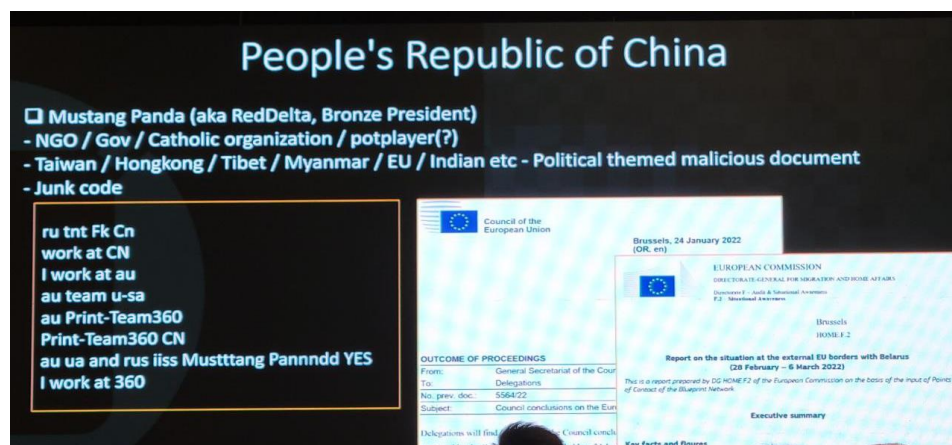 People's Republic of China
❑ Mustang Panda (aka RedDelta, Bronze President)
- NGO / Gov / Catholic organization / potplayer(?)
- Taiwan / Hongkong / Tibet / Myanmar / EU / Indian etc - Political themed malicious document
- Junk code
ru tnt Fk Cn
work at CN
I work at au
au team u-sa
au Print-Team360
Print-Team360 CN
au ua and rus iiss Mustttang Pannndd YES
I work at 360
Council of the
European Union
Brussels, 24 January 2022
(OR. en)
OUTCOME OF PROCEEDINGS
From: General Secretariat of the Coun
To: Delegations
No. prev. doc.: 5564/22
Subject: Council conclusions on the Eur
Delegations will find the Council concl
EUROPEAN COMMISSION
DIRECTORATE-GENERAL FOR MIGRATION AND HOME AFFAIRS
F.2 - Situational Awareness
Brussels
HOME.F.2
Report on the situation at the external EU borders with Belarus
(28 February – 6 March 2022)
This is a report prepared by DG HOME.F2 of the European Commission on the basis of the input of Points
of Contact of the Blueprint Network.
Executive summary
Key facts and figures